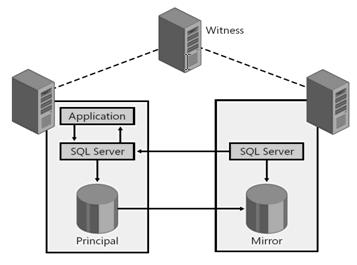 Witness
Application
SQL Server
SQL Server
Principal
Mirror